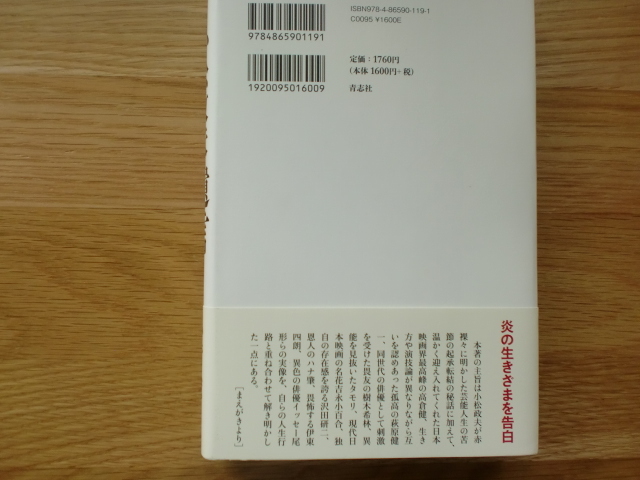 ISBN978-4-86590-119-1
C0095 ¥1600E
9784865901191
定価:1760円
(本体1600円+税)
1920095016009
青志社
炎の生きざまを告白
本著の主旨は小松政夫が赤
裸々に明かした芸能人生の苦
節の起承転結の秘話に加えて、
温かく迎え入れてくれた日本
映画界最高峰の高倉健、生き
方や演技論が異なりながら互
いを認めあった孤高の萩原健
一、同世代の俳優として刺激
を受けた畏友の樹木希林、異
能を見抜いたタモリ、現代日
本映画の名花吉永小百合、独
自の存在感を誇る沢田研二、
恩人のハナ肇、畏怖する伊東
四朗、異色の俳優イッセー尾
形らの実像を、自らの人生行
路と重ね合わせて解き明かし
た一点にある。
[まえがきより]